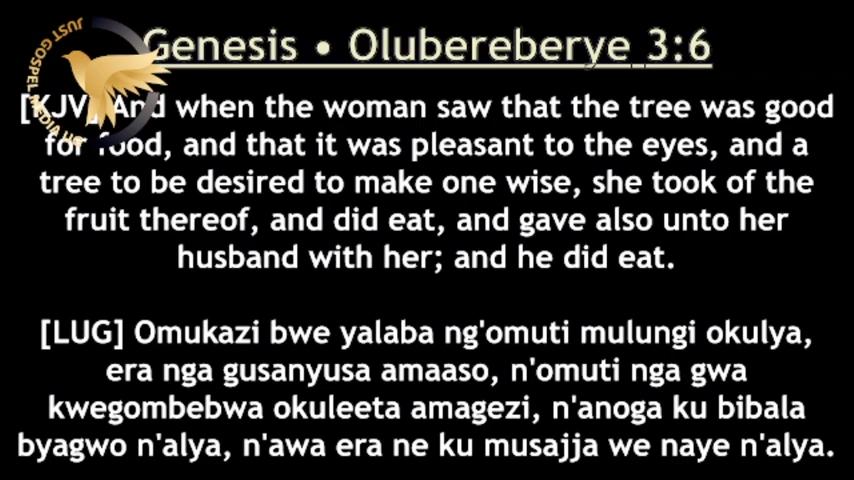 JUST GOSPEL MEDIA UG
Genesis • Olubereberye 3:6
[KJV] And when the woman saw that the tree was good
for food, and that it was pleasant to the eyes, and a
tree to be desired to make one wise, she took of the
fruit thereof, and did eat, and gave also unto her
husband with her; and he did eat.
[LUG] Omukazi bwe yalaba ng'omuti mulungi okulya,
era nga gusanyusa amaaso, n'omuti nga gwa
kwegombebwa okuleeta amagezi, n'anoga ku bibala
byagwo n'alya, n'awa era ne ku musajja we naye n'alya.